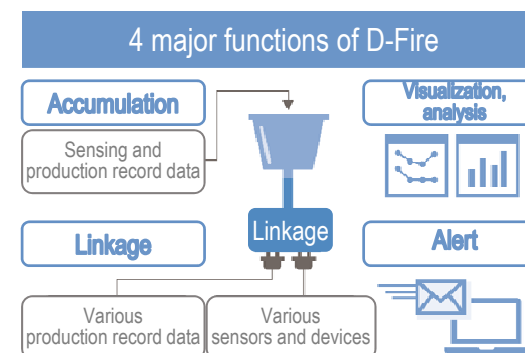 4 major functions of D-Fire
Accumulation
Sensing and
production record data
Visualization,
analysis
Linkage
Linkage
Alert
Various
production record data
Various
sensors and devices